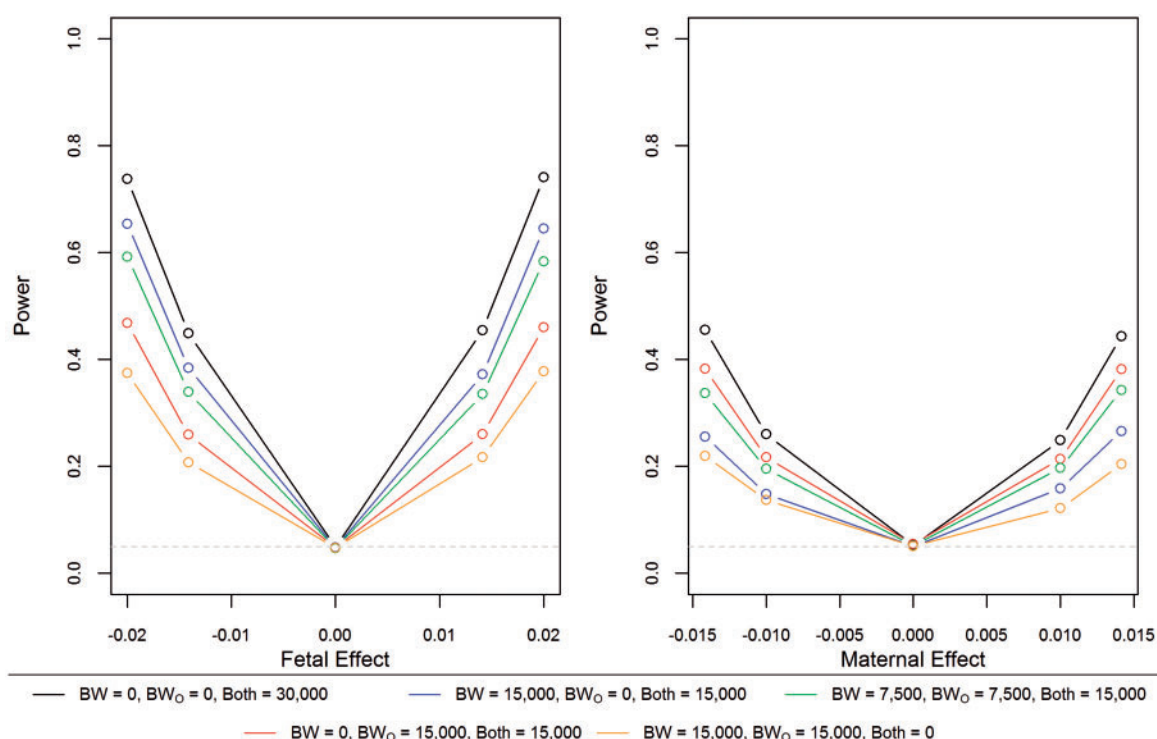 1.0
0.8
0.6
0.4
0.2
0.0
Power
-0.02
-0.01
0.00
0.01
0.02
Fetal Effect
1.0
0.8
0.6
0.4
0.2
0.0
Power
-0.015
-0.010
-0.005
0.000
0.005
0.010
0.015
Maternal Effect
BW = 0, BWO = 0, Both = 30,000
BW = 15,000, BWO = 0, Both = 15,000
BW = 7,500, BWO = 7,500, Both = 15,000
BW = 0, BWO = 15,000, Both = 15,000
BW = 15,000, BWO = 15,000, Both = 0